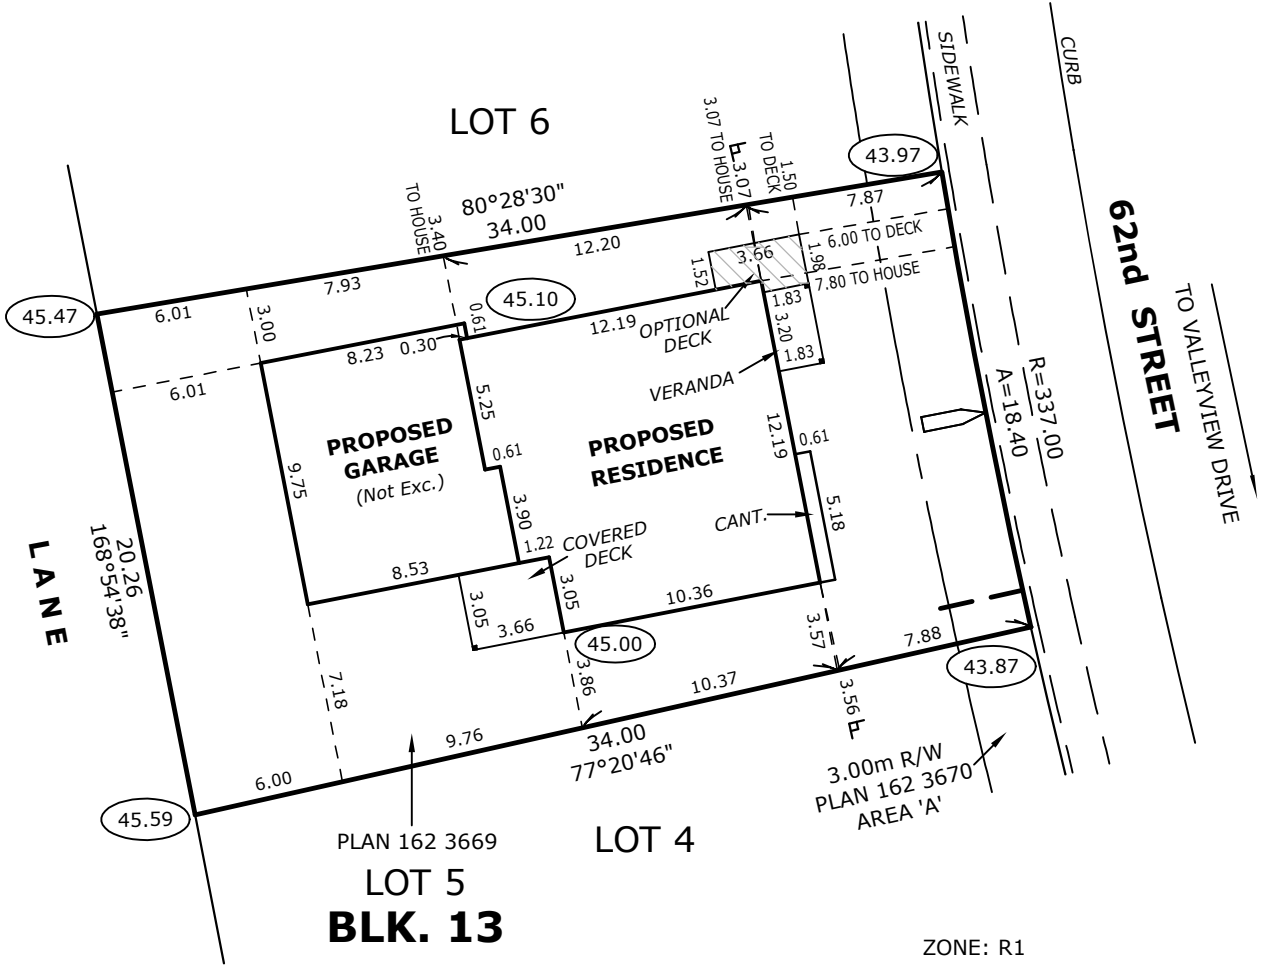 LOT 6
SIDEWALK
CURB
43.97
3.07 TO HOUSE
3.07
TO DECK
1.50
7.87
80°28'30"
34.00
TO HOUSE
3.40
12.20
7.93
6.01
45.47
3.00
45.10
0.61
12.19
3.66
1.52
1.98
6.00 TO DECK
7.80 TO HOUSE
1.83
3.20
1.83
OPTIONAL
DECK
VERANDA
62nd STREET
TO VALLEYVIEW DRIVE
R=337.00
A=18.40
8.23
0.30
6.01
5.25
PROPOSED
GARAGE
(Not Exc.)
9.75
0.61
3.90
PROPOSED
RESIDENCE
12.19
0.61
5.18
CANT.
COVERED
DECK
1.22
8.53
3.05
3.05
3.66
10.36
45.00
3.57
7.88
43.87
LANE
20.26
168°54'38"
7.18
3.86
10.37
3.56
9.76
34.00
77°20'46"
6.00
45.59
3.00m R/W
PLAN 162 3670
AREA 'A'
PLAN 162 3669
LOT 4
LOT 5
BLK. 13
ZONE: R1